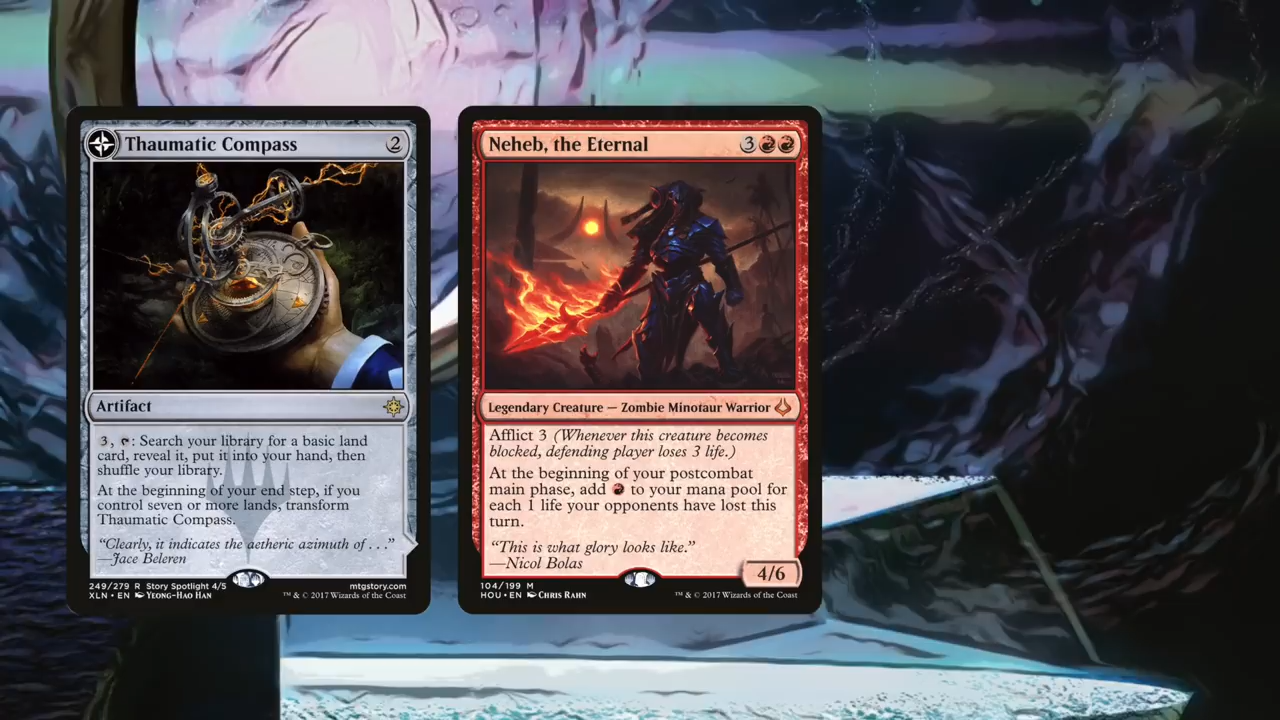 Thaumatic Compass 2
Artifact
3, T: Search your library for a basic land
card, reveal it, put it into your hand, then
shuffle your library.
At the beginning of your end step, if you
control seven or more lands, transform
Thaumatic Compass.
“Clearly, it indicates the aetheric azimuth of . . .”
—Jace Beleren
249/279 R Story Spotlight 4/5 mtgstory.com
XLN • EN Yeong-Hao Han ™ & © 2017 Wizards of the Coast
Neheb, the Eternal 3
Legendary Creature — Zombie Minotaur Warrior
Afflict 3 (Whenever this creature becomes
blocked, defending player loses 3 life.)
At the beginning of your postcombat
main phase, add to your mana pool for
each 1 life your opponents have lost this
turn.
“This is what glory looks like.”
—Nicol Bolas
4/6
104/199 M
HOU • EN Chris Rahn ™ & © 2017 Wizards of the Coast